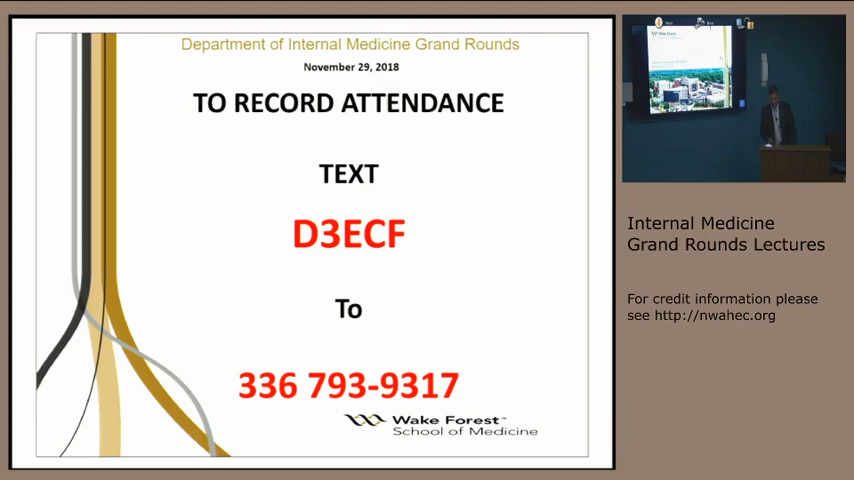 Department of Internal Medicine Grand Rounds
November 29, 2018
TO RECORD ATTENDANCE
TEXT
D3ECF
To
336 793-9317
Wake Forest™
School of Medicine
Internal Medicine
Grand Rounds Lectures
For credit information please
see http://nwahec.org